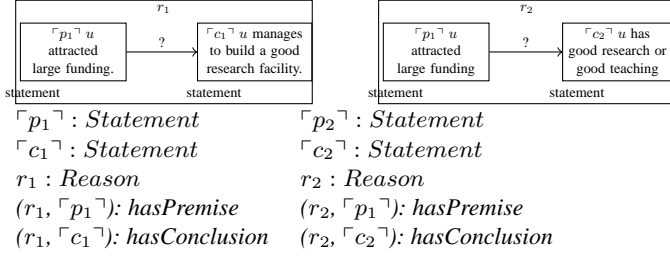 r₁
⌜p₁⌝ u
attracted
large funding.
?
⌜c₁⌝ u manages
to build a good
research facility.
statement
statement
r₂
⌜p₁⌝ u
attracted
large funding
?
⌜c₂⌝ u has
good research or
good teaching
statement
statement
⌜p₁⌝ : Statement
⌜c₁⌝ : Statement
r₁ : Reason
(r₁, ⌜p₁⌝): hasPremise
(r₁, ⌜c₁⌝): hasConclusion
⌜p₂⌝ : Statement
⌜c₂⌝ : Statement
r₂ : Reason
(r₂, ⌜p₁⌝): hasPremise
(r₂, ⌜c₂⌝): hasConclusion